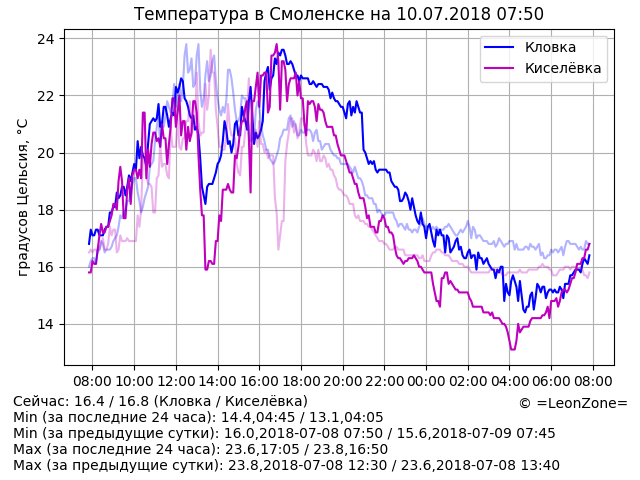 Температура в Смоленске на 10.07.2018 07:50
Кловка
Киселёвка
градусов Цельсия, °C
24
22
20
18
16
14
08:00 10:00 12:00 14:00 16:00 18:00 20:00 22:00 00:00 02:00 04:00 06:00 08:00
Сейчас: 16.4 / 16.8 (Кловка / Киселёвка)
© =LeonZone=
Min (за последние 24 часа): 14.4,04:45 / 13.1,04:05
Min (за предыдущие сутки): 16.0,2018-07-08 07:50 / 15.6,2018-07-09 07:45
Max (за последние 24 часа): 23.6,17:05 / 23.8,16:50
Max (за предыдущие сутки): 23.8,2018-07-08 12:30 / 23.6,2018-07-08 13:40